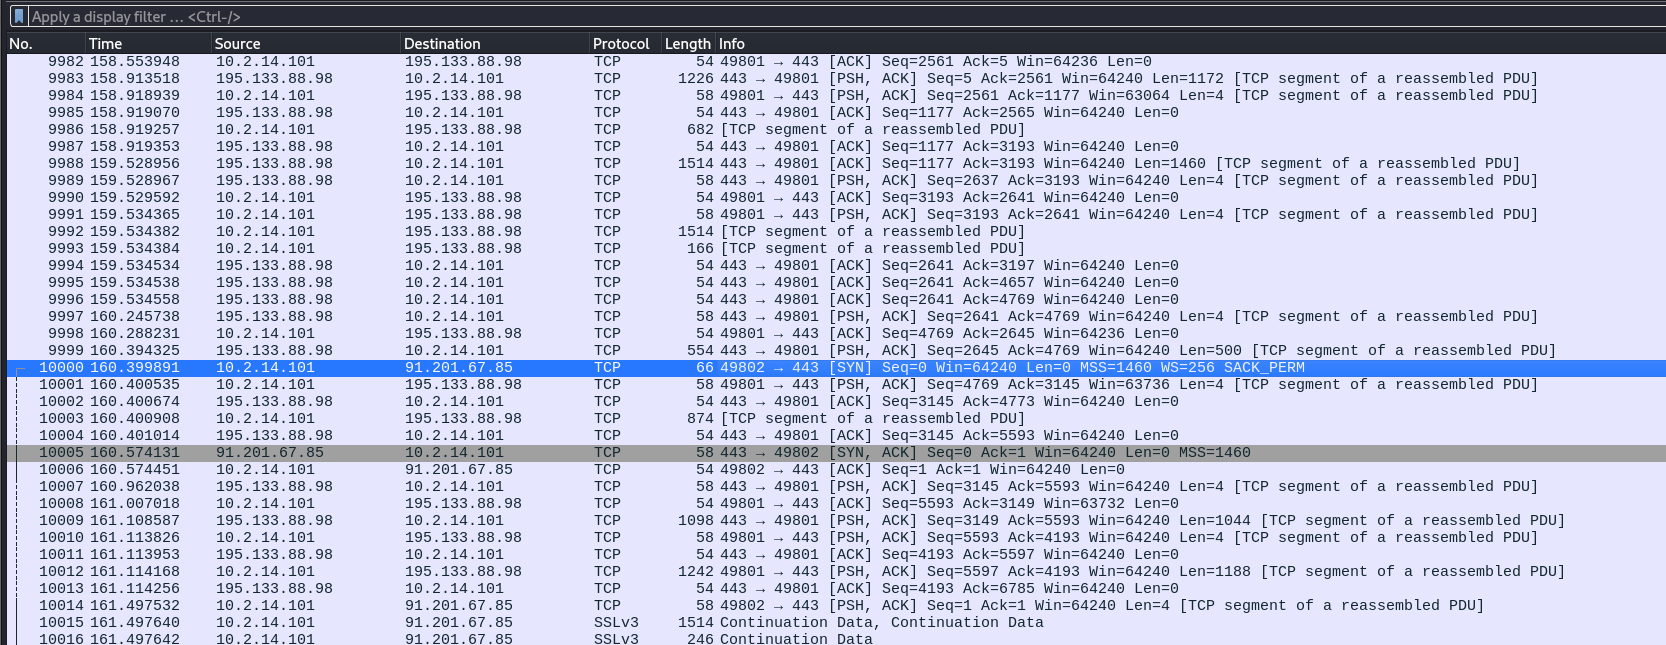 Apply a display filter … <Ctrl-/>
No. Time Source Destination Protocol Length Info
9982 158.553948 10.2.14.101 195.133.88.98 TCP 54 49801 → 443 [ACK] Seq=2561 Ack=5 Win=64236 Len=0
9983 158.913518 195.133.88.98 10.2.14.101 TCP 1226 443 → 49801 [PSH, ACK] Seq=5 Ack=2561 Win=64240 Len=1172 [TCP segment of a reassembled PDU]
9984 158.918939 10.2.14.101 195.133.88.98 TCP 58 49801 → 443 [PSH, ACK] Seq=2561 Ack=1177 Win=63064 Len=4 [TCP segment of a reassembled PDU]
9985 158.919070 195.133.88.98 10.2.14.101 TCP 54 443 → 49801 [ACK] Seq=1177 Ack=2565 Win=64240 Len=0
9986 158.919257 10.2.14.101 195.133.88.98 TCP 682 [TCP segment of a reassembled PDU]
9987 158.919353 195.133.88.98 10.2.14.101 TCP 54 443 → 49801 [ACK] Seq=1177 Ack=3193 Win=64240 Len=0
9988 159.528956 195.133.88.98 10.2.14.101 TCP 1514 443 → 49801 [ACK] Seq=1177 Ack=3193 Win=64240 Len=1460 [TCP segment of a reassembled PDU]
9989 159.528967 195.133.88.98 10.2.14.101 TCP 58 443 → 49801 [PSH, ACK] Seq=2637 Ack=3193 Win=64240 Len=4 [TCP segment of a reassembled PDU]
9990 159.529592 10.2.14.101 195.133.88.98 TCP 54 49801 → 443 [ACK] Seq=3193 Ack=2641 Win=64240 Len=0
9991 159.534365 10.2.14.101 195.133.88.98 TCP 58 49801 → 443 [PSH, ACK] Seq=3193 Ack=2641 Win=64240 Len=4 [TCP segment of a reassembled PDU]
9992 159.534382 10.2.14.101 195.133.88.98 TCP 1514 [TCP segment of a reassembled PDU]
9993 159.534384 10.2.14.101 195.133.88.98 TCP 166 [TCP segment of a reassembled PDU]
9994 159.534534 195.133.88.98 10.2.14.101 TCP 54 443 → 49801 [ACK] Seq=2641 Ack=3197 Win=64240 Len=0
9995 159.534538 195.133.88.98 10.2.14.101 TCP 54 443 → 49801 [ACK] Seq=2641 Ack=4657 Win=64240 Len=0
9996 159.534558 195.133.88.98 10.2.14.101 TCP 54 443 → 49801 [ACK] Seq=2641 Ack=4769 Win=64240 Len=0
9997 160.245738 195.133.88.98 10.2.14.101 TCP 58 443 → 49801 [PSH, ACK] Seq=2641 Ack=4769 Win=64240 Len=4 [TCP segment of a reassembled PDU]
9998 160.288231 10.2.14.101 195.133.88.98 TCP 54 49801 → 443 [ACK] Seq=4769 Ack=2645 Win=64236 Len=0
9999 160.394325 195.133.88.98 10.2.14.101 TCP 554 443 → 49801 [PSH, ACK] Seq=2645 Ack=4769 Win=64240 Len=500 [TCP segment of a reassembled PDU]
10000 160.399891 10.2.14.101 91.201.67.85 TCP 66 49802 → 443 [SYN] Seq=0 Win=64240 Len=0 MSS=1460 WS=256 SACK_PERM
10001 160.400535 10.2.14.101 195.133.88.98 TCP 58 49801 → 443 [PSH, ACK] Seq=4769 Ack=3145 Win=63736 Len=4 [TCP segment of a reassembled PDU]
10002 160.400674 195.133.88.98 10.2.14.101 TCP 54 443 → 49801 [ACK] Seq=3145 Ack=4773 Win=64240 Len=0
10003 160.400908 10.2.14.101 195.133.88.98 TCP 874 [TCP segment of a reassembled PDU]
10004 160.401014 195.133.88.98 10.2.14.101 TCP 54 443 → 49801 [ACK] Seq=3145 Ack=5593 Win=64240 Len=0
10005 160.574131 91.201.67.85 10.2.14.101 TCP 58 443 → 49802 [SYN, ACK] Seq=0 Ack=1 Win=64240 Len=0 MSS=1460
10006 160.574451 10.2.14.101 91.201.67.85 TCP 54 49802 → 443 [ACK] Seq=1 Ack=1 Win=64240 Len=0
10007 160.962038 195.133.88.98 10.2.14.101 TCP 58 443 → 49801 [PSH, ACK] Seq=3145 Ack=5593 Win=64240 Len=4 [TCP segment of a reassembled PDU]
10008 161.007018 10.2.14.101 195.133.88.98 TCP 54 49801 → 443 [ACK] Seq=5593 Ack=3149 Win=63732 Len=0
10009 161.108587 195.133.88.98 10.2.14.101 TCP 1098 443 → 49801 [PSH, ACK] Seq=3149 Ack=5593 Win=64240 Len=1044 [TCP segment of a reassembled PDU]
10010 161.113826 10.2.14.101 195.133.88.98 TCP 58 49801 → 443 [PSH, ACK] Seq=5593 Ack=4193 Win=64240 Len=4 [TCP segment of a reassembled PDU]
10011 161.113953 195.133.88.98 10.2.14.101 TCP 54 443 → 49801 [ACK] Seq=4193 Ack=5597 Win=64240 Len=0
10012 161.114168 10.2.14.101 195.133.88.98 TCP 1242 49801 → 443 [PSH, ACK] Seq=5597 Ack=4193 Win=64240 Len=1188 [TCP segment of a reassembled PDU]
10013 161.114256 195.133.88.98 10.2.14.101 TCP 54 443 → 49801 [ACK] Seq=4193 Ack=6785 Win=64240 Len=0
10014 161.497532 10.2.14.101 91.201.67.85 TCP 58 49802 → 443 [PSH, ACK] Seq=1 Ack=1 Win=64240 Len=4 [TCP segment of a reassembled PDU]
10015 161.497640 10.2.14.101 91.201.67.85 SSLv3 1514 Continuation Data, Continuation Data
10016 161.497642 10.2.14.101 91.201.67.85 SSLv3 246 Continuation Data